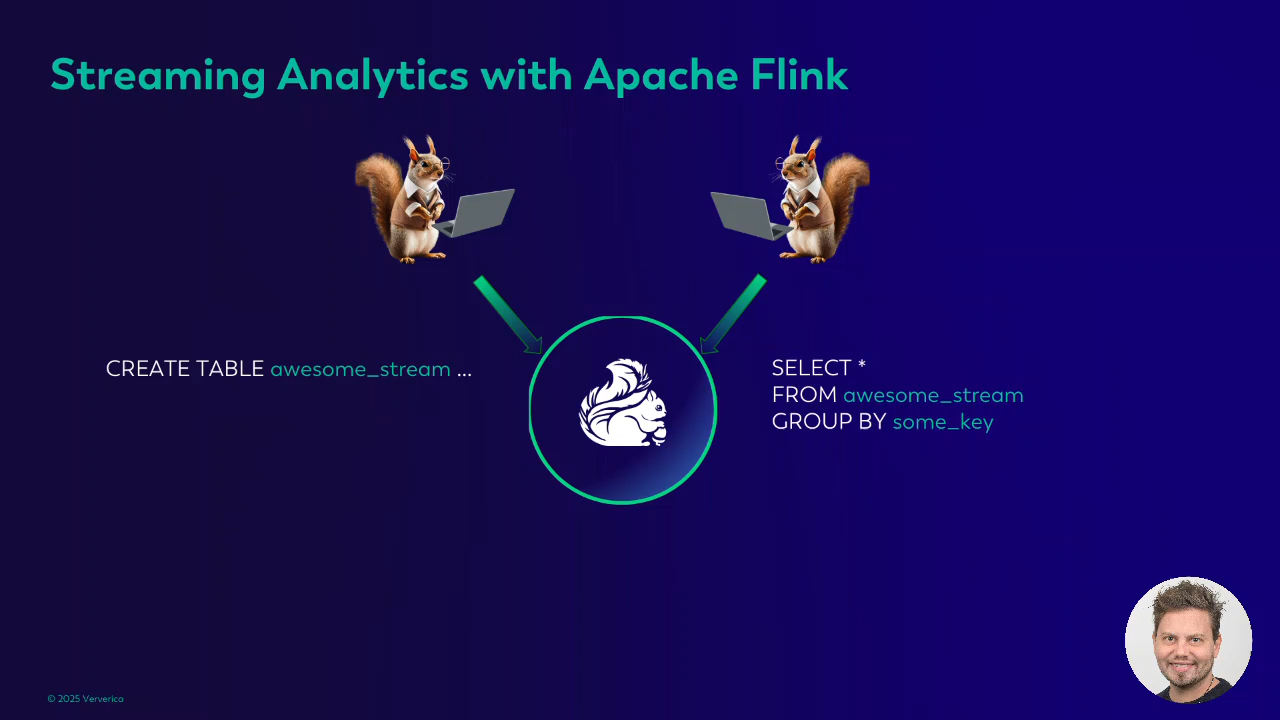 Streaming Analytics with Apache Flink
CREATE TABLE awesome_stream ...
SELECT *
FROM awesome_stream
GROUP BY some_key
© 2025 Ververica